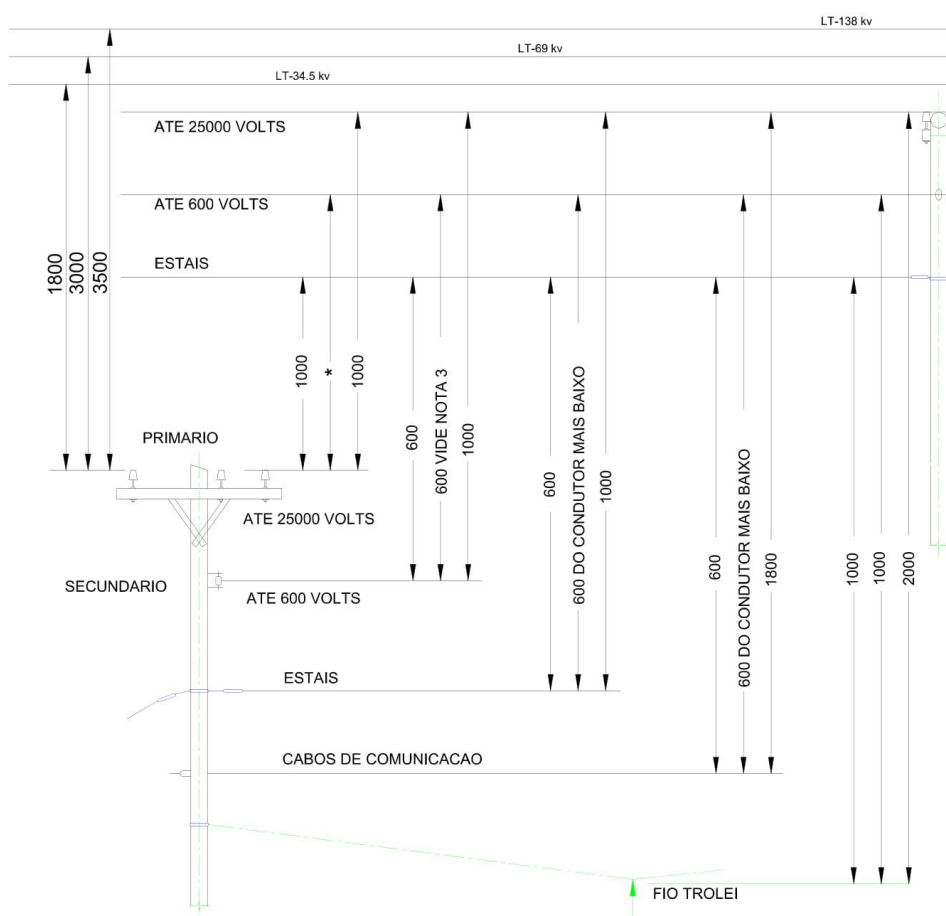 LT-138 kv
LT-69 kv
LT-34.5 kv
ATE 25000 VOLTS
ATE 600 VOLTS
ESTAIS
1800
3000
3500
1000
*
1000
600
600 VIDE NOTA 3
1000
600
600 DO CONDUTOR MAIS BAIXO
1000
600
600 DO CONDUTOR MAIS BAIXO
1800
1000
1000
2000
PRIMARIO
ATE 25000 VOLTS
SECUNDARIO
ATE 600 VOLTS
ESTAIS
CABOS DE COMUNICACAO
FIO TROLEI